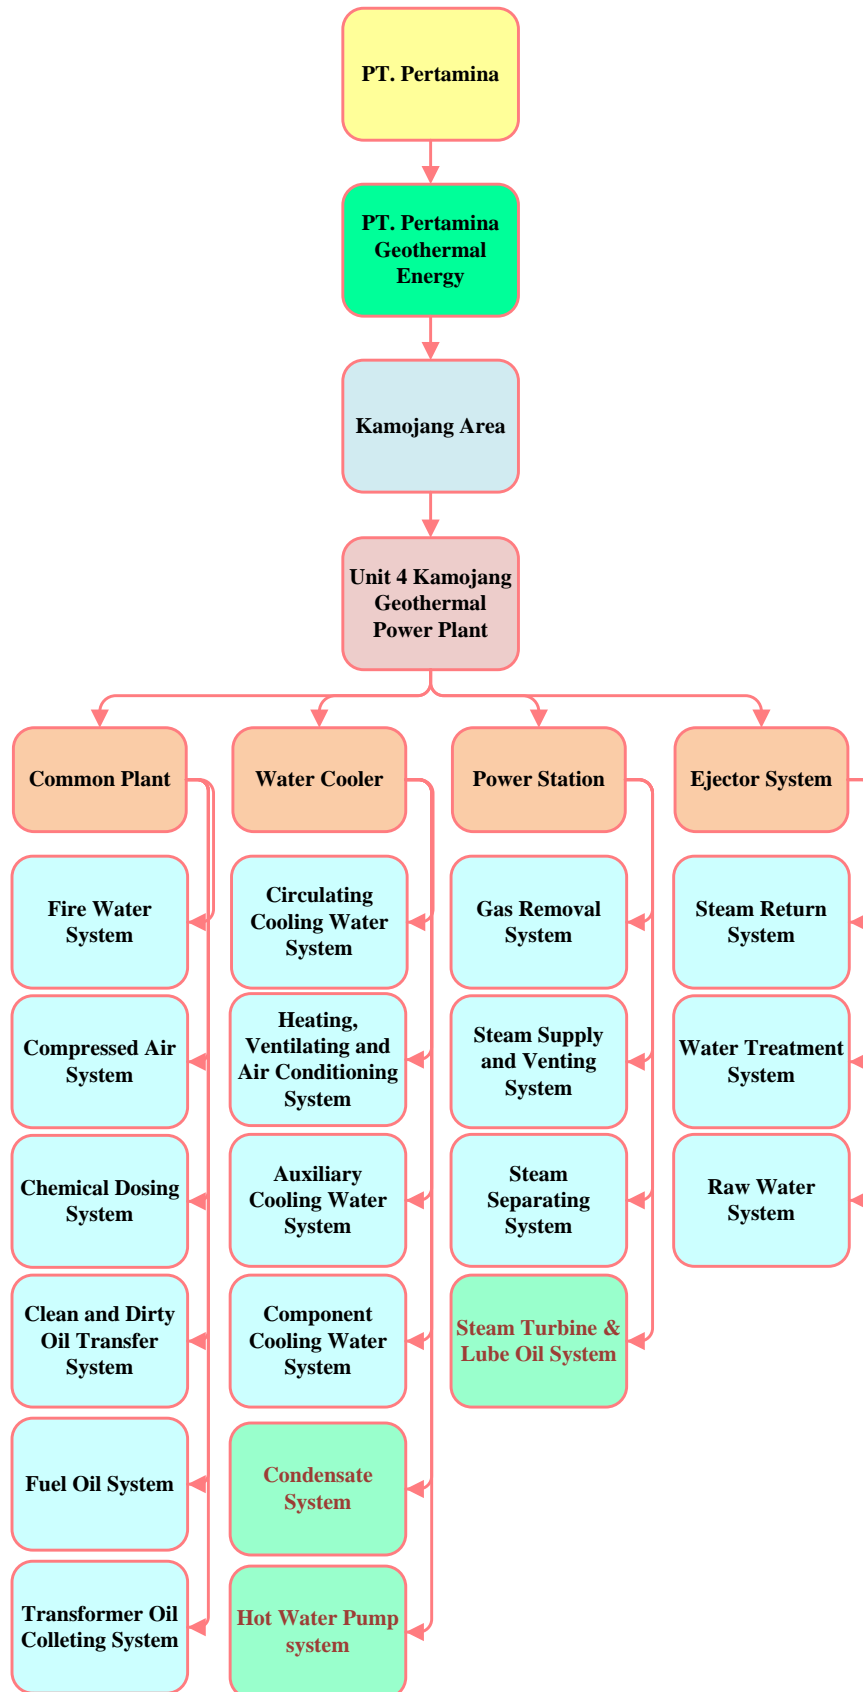 PT. Pertamina
PT. Pertamina
Geothermal
Energy
Kamojang Area
Unit 4 Kamojang
Geothermal
Power Plant
Common Plant
Water Cooler
Power Station
Ejector System
Fire Water
System
Circulating
Cooling Water
System
Gas Removal
System
Steam Return
System
Compressed Air
System
Heating,
Ventilating and
Air Conditioning
System
Steam Supply
and Venting
System
Water Treatment
System
Chemical Dosing
System
Auxiliary
Cooling Water
System
Steam
Separating
System
Raw Water
System
Clean and Dirty
Oil Transfer
System
Component
Cooling Water
System
Steam Turbine &
Lube Oil System
Fuel Oil System
Condensate
System
Transformer Oil
Colleting System
Hot Water Pump
system